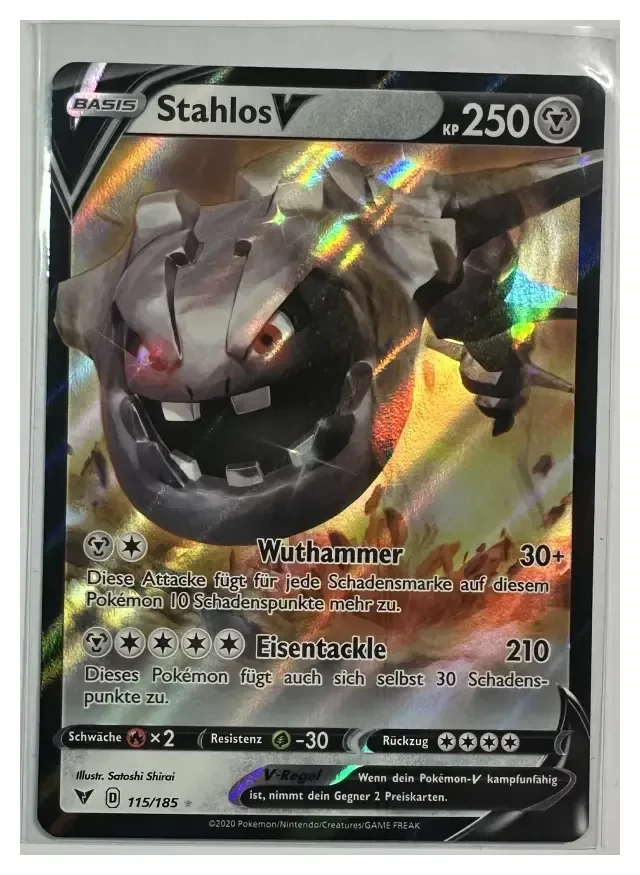 BASIS Stahlos V KP 250
Wuthammer 30+
Diese Attacke fügt für jede Schadensmarke auf diesem
Pokémon 10 Schadenspunkte mehr zu.
Eisentackle 210
Dieses Pokémon fügt auch sich selbst 30 Schadens-
punkte zu.
Schwäche ×2 Resistenz -30 Rückzug
Illustr. Satoshi Shirai
V-Regel Wenn dein Pokémon-V kampfunfähig
ist, nimmt dein Gegner 2 Preiskarten.
D 115/185
©2020 Pokémon/Nintendo/Creatures/GAME FREAK